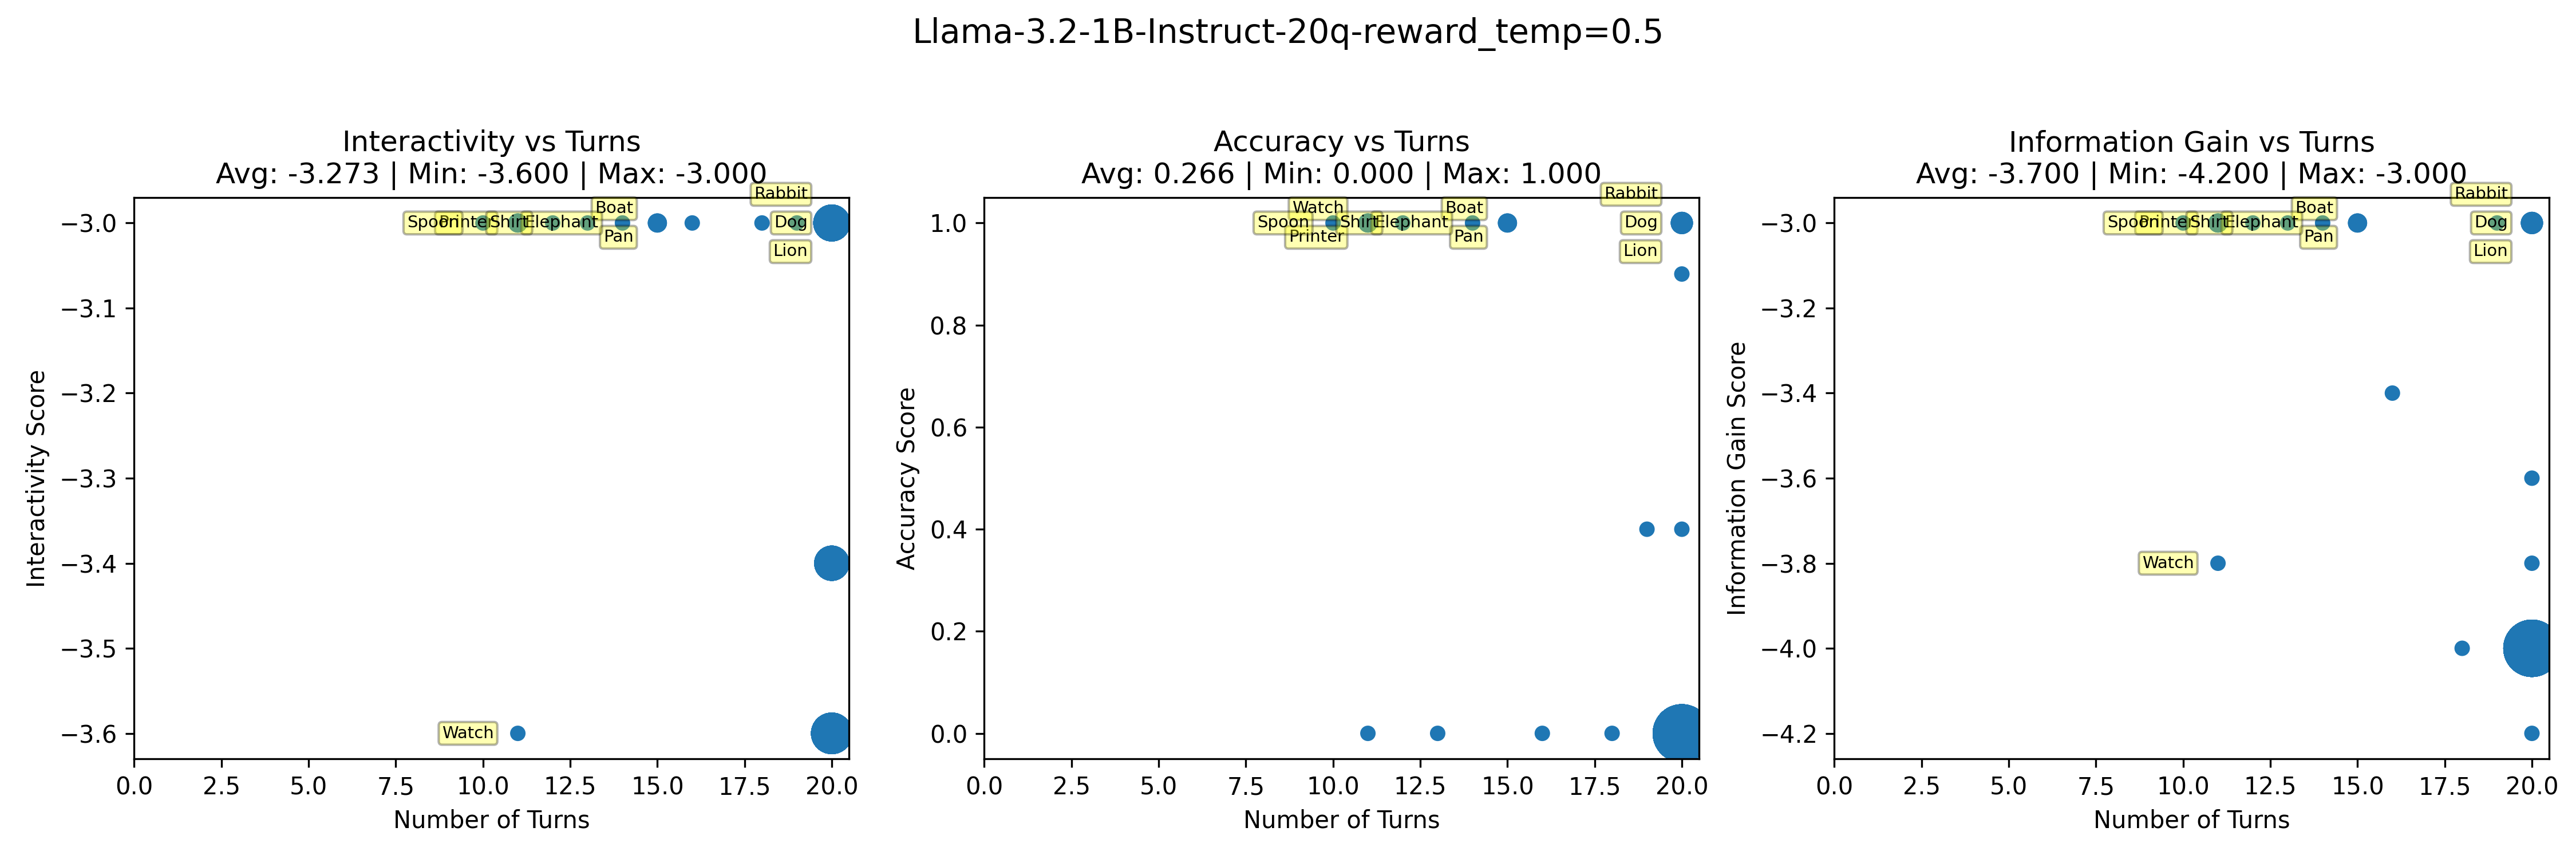 Llama-3.2-1B-Instruct-20q-reward_temp=0.5
Interactivity vs Turns
Avg: -3.273 | Min: -3.600 | Max: -3.000
Rabbit
Boat
Spoon
Printer
Shirt
Elephant
Dog
Pan
Lion
Watch
−3.0
−3.1
−3.2
−3.3
−3.4
−3.5
−3.6
Interactivity Score
0.0 2.5 5.0 7.5 10.0 12.5 15.0 17.5 20.0
Number of Turns
Accuracy vs Turns
Avg: 0.266 | Min: 0.000 | Max: 1.000
Rabbit
Watch
Boat
Spoon
Shirt
Elephant
Dog
Printer
Pan
Lion
1.0
0.8
0.6
0.4
0.2
0.0
Accuracy Score
0.0 2.5 5.0 7.5 10.0 12.5 15.0 17.5 20.0
Number of Turns
Information Gain vs Turns
Avg: -3.700 | Min: -4.200 | Max: -3.000
Rabbit
Boat
Spoon
Printer
Shirt
Elephant
Dog
Pan
Lion
Watch
−3.0
−3.2
−3.4
−3.6
−3.8
−4.0
−4.2
Information Gain Score
0.0 2.5 5.0 7.5 10.0 12.5 15.0 17.5 20.0
Number of Turns